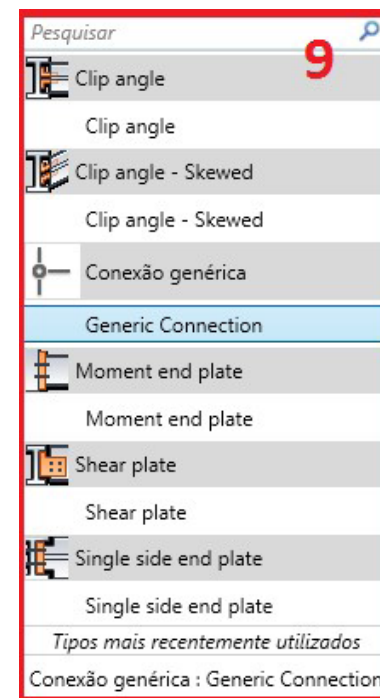 Pesquisar
9
Clip angle
Clip angle
Clip angle - Skewed
Clip angle - Skewed
Conexão genérica
Generic Connection
Moment end plate
Moment end plate
Shear plate
Shear plate
Single side end plate
Single side end plate
Tipos mais recentemente utilizados
Conexão genérica : Generic Connection